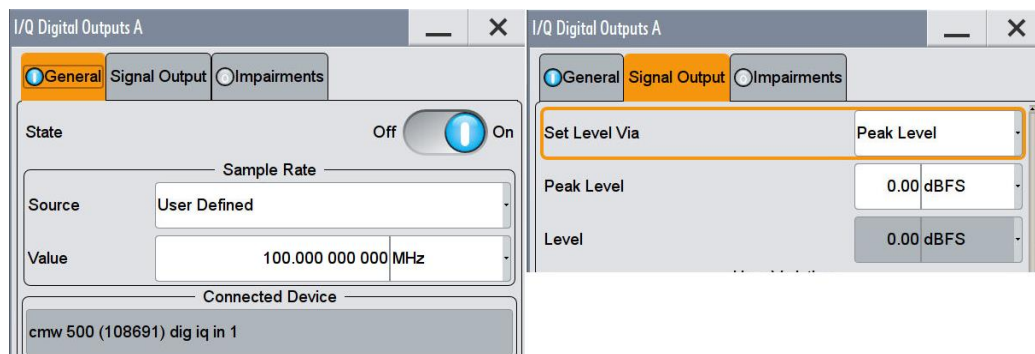 I/Q Digital Outputs A
General Signal Output Impairments
State Off On
Sample Rate
Source User Defined
Value 100.000 000 000 MHz
Connected Device
cmw 500 (108691) dig iq in 1
I/Q Digital Outputs A
General Signal Output Impairments
Set Level Via Peak Level
Peak Level 0.00 dBFS
Level 0.00 dBFS